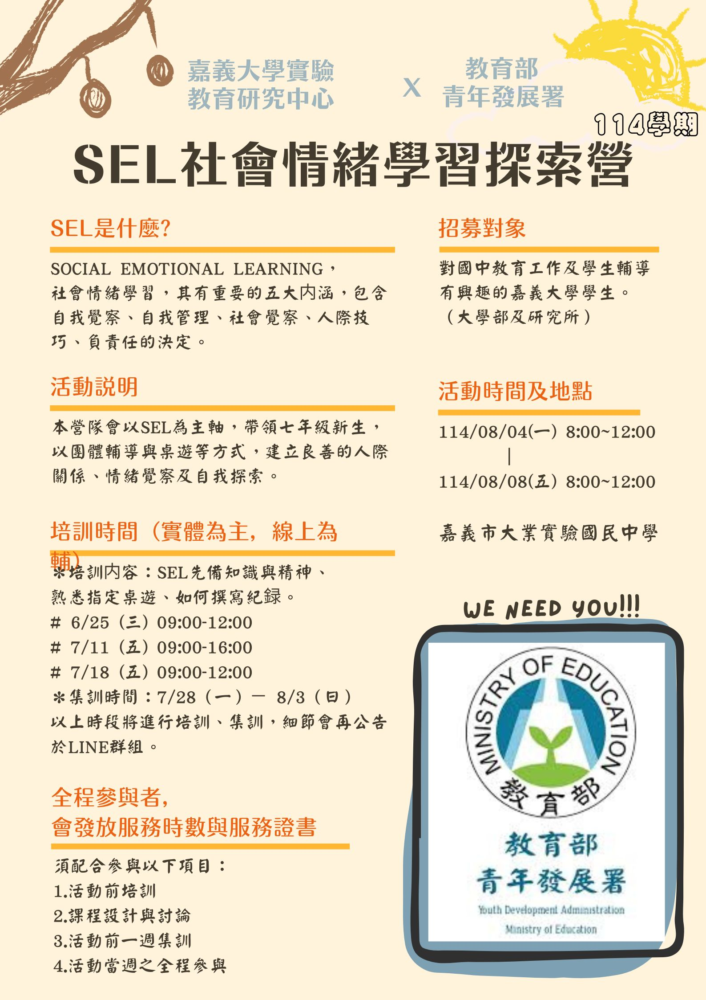 嘉義大學實驗
教育研究中心
X
教育部
青年發展署
114學期
SEL社會情緒學習探索營
SEL是什麼?
SOCIAL EMOTIONAL LEARNING，
社會情緒學習，其有重要的五大内涵，包含
自我覺察、自我管理、社會覺察、人際技
巧、負責任的決定。
活動説明
本營隊會以SEL為主軸，帶領七年級新生，
以團體輔導與桌遊等方式，建立良善的人際
關係、情緒覺察及自我探索。
培訓時間（實體為主，線上為
輔）
＊培訓内容：SEL先備知識與精神、
熟悉指定桌遊、如何撰寫紀録。
# 6/25（三）09:00-12:00
# 7/11（五）09:00-16:00
# 7/18（五）09:00-12:00
＊集訓時間：7/28（一）－ 8/3（日）
以上時段將進行培訓、集訓，細節會再公告
於LINE群組。
全程參與者，
會發放服務時數與服務證書
須配合參與以下項目：
1.活動前培訓
2.課程設計與討論
3.活動前一週集訓
4.活動當週之全程參與
招募對象
對國中教育工作及學生輔導
有興趣的嘉義大學學生。
（大學部及研究所）
活動時間及地點
114/08/04(一) 8:00~12:00
|
114/08/08(五) 8:00~12:00
嘉義市大業實驗國民中學
WE NEED YOU!!!
MINISTRY OF EDUCATION
教育部
教育部
青年發展署
Youth Development Administration
Ministry of Education